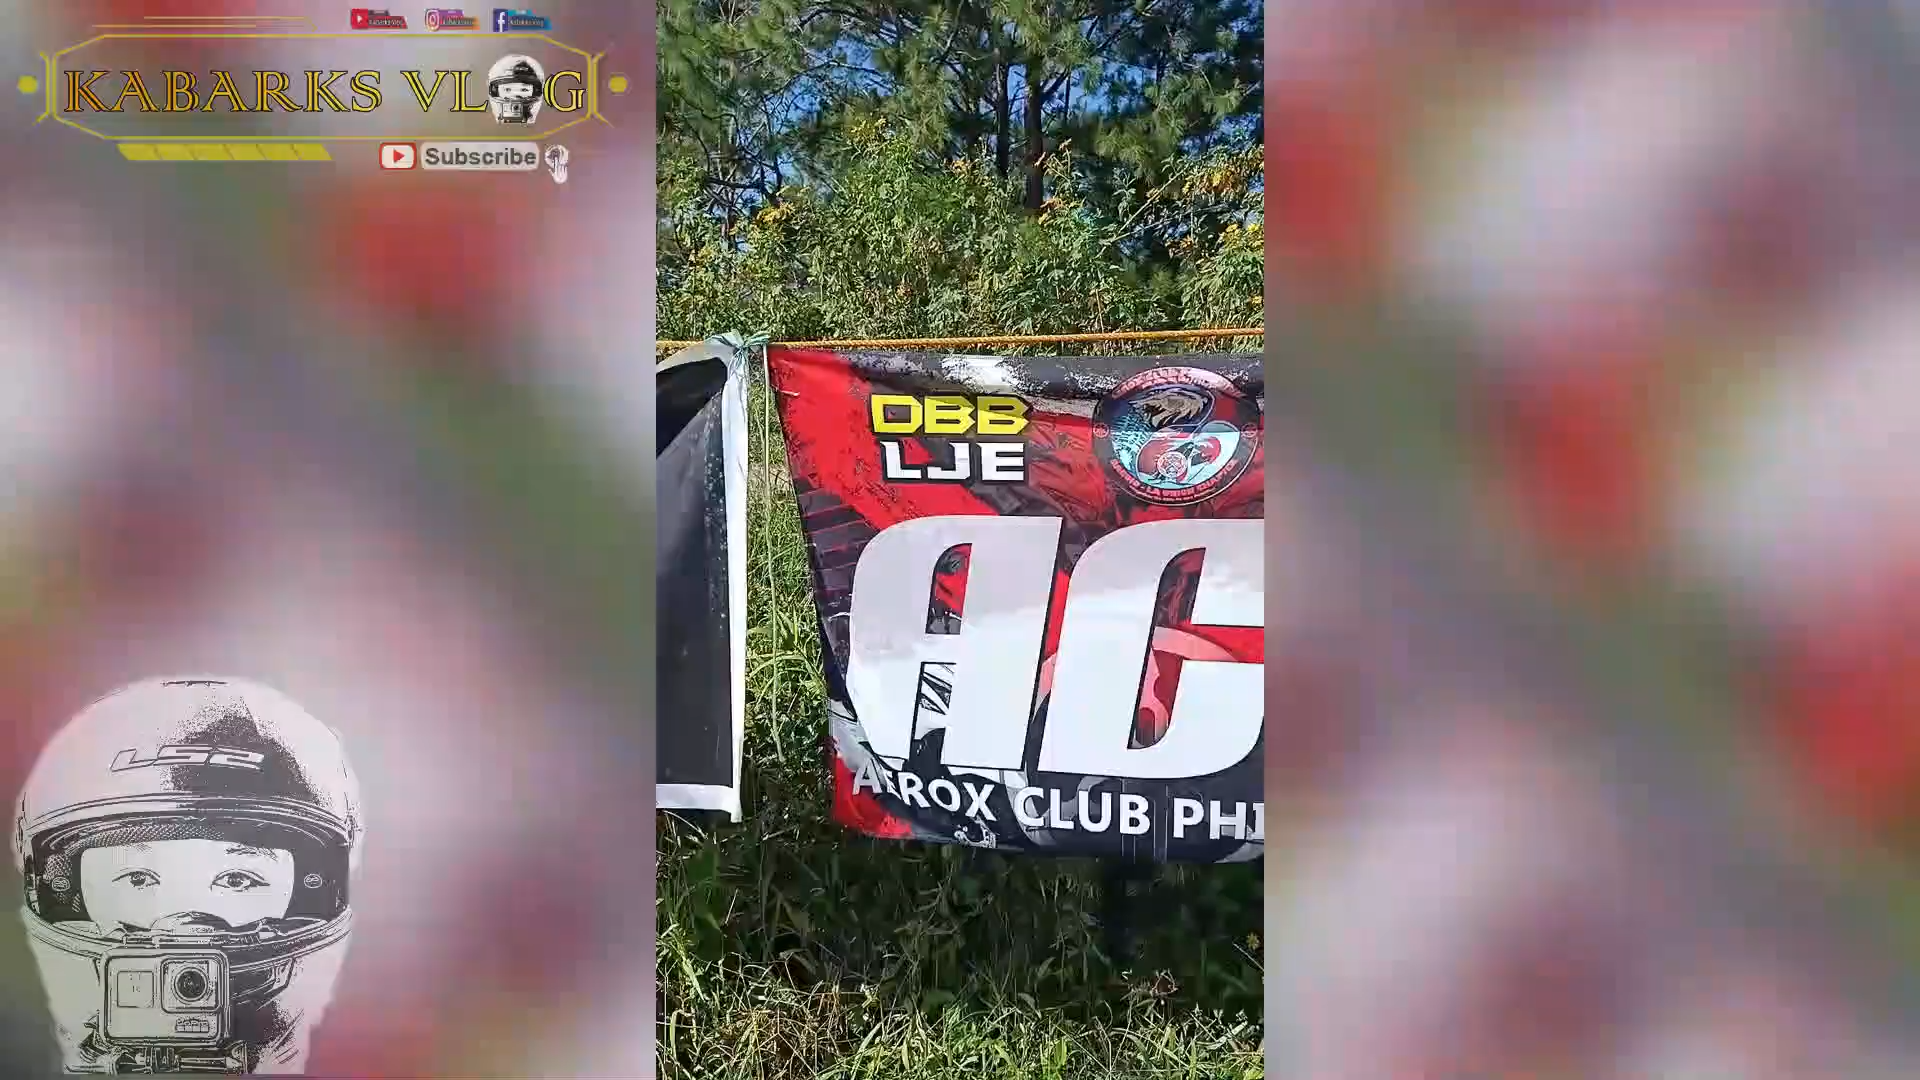 KABARKS VLOG
Subscribe
LS2
DBB
LJE
AC
AEROX CLUB PHI